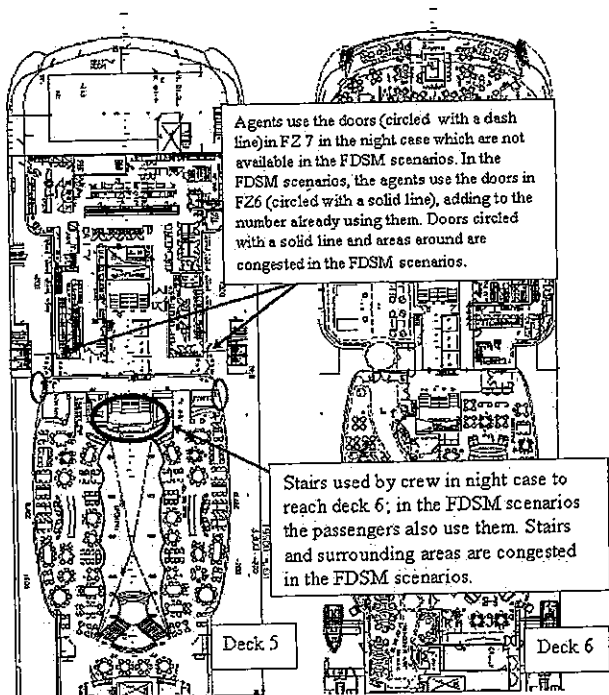 Agents use the doors (circled with a dash
line)in FZ 7 in the night case which are not
available in the FDSM scenarios. In the
FDSM scenarios, the agents use the doors in
FZ6 (circled with a solid line), adding to the
number already using them. Doors circled
with a solid line and areas around are
congested in the FDSM scenarios.
Stairs used by crew in night case to
reach deck 6; in the FDSM scenarios
the passengers also use them. Stairs
and surrounding areas are congested
in the FDSM scenarios.
Deck 5
Deck 6